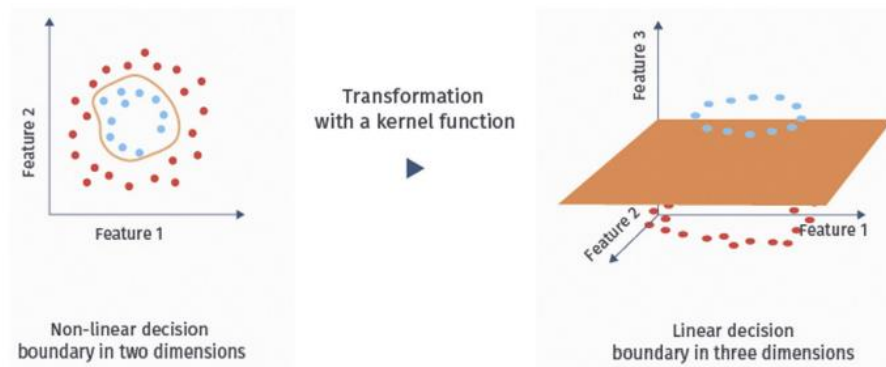 Feature 2
Feature 1
Non-linear decision
boundary in two dimensions
Transformation
with a kernel function
Feature 3
Feature 2
Feature 1
Linear decision
boundary in three dimensions